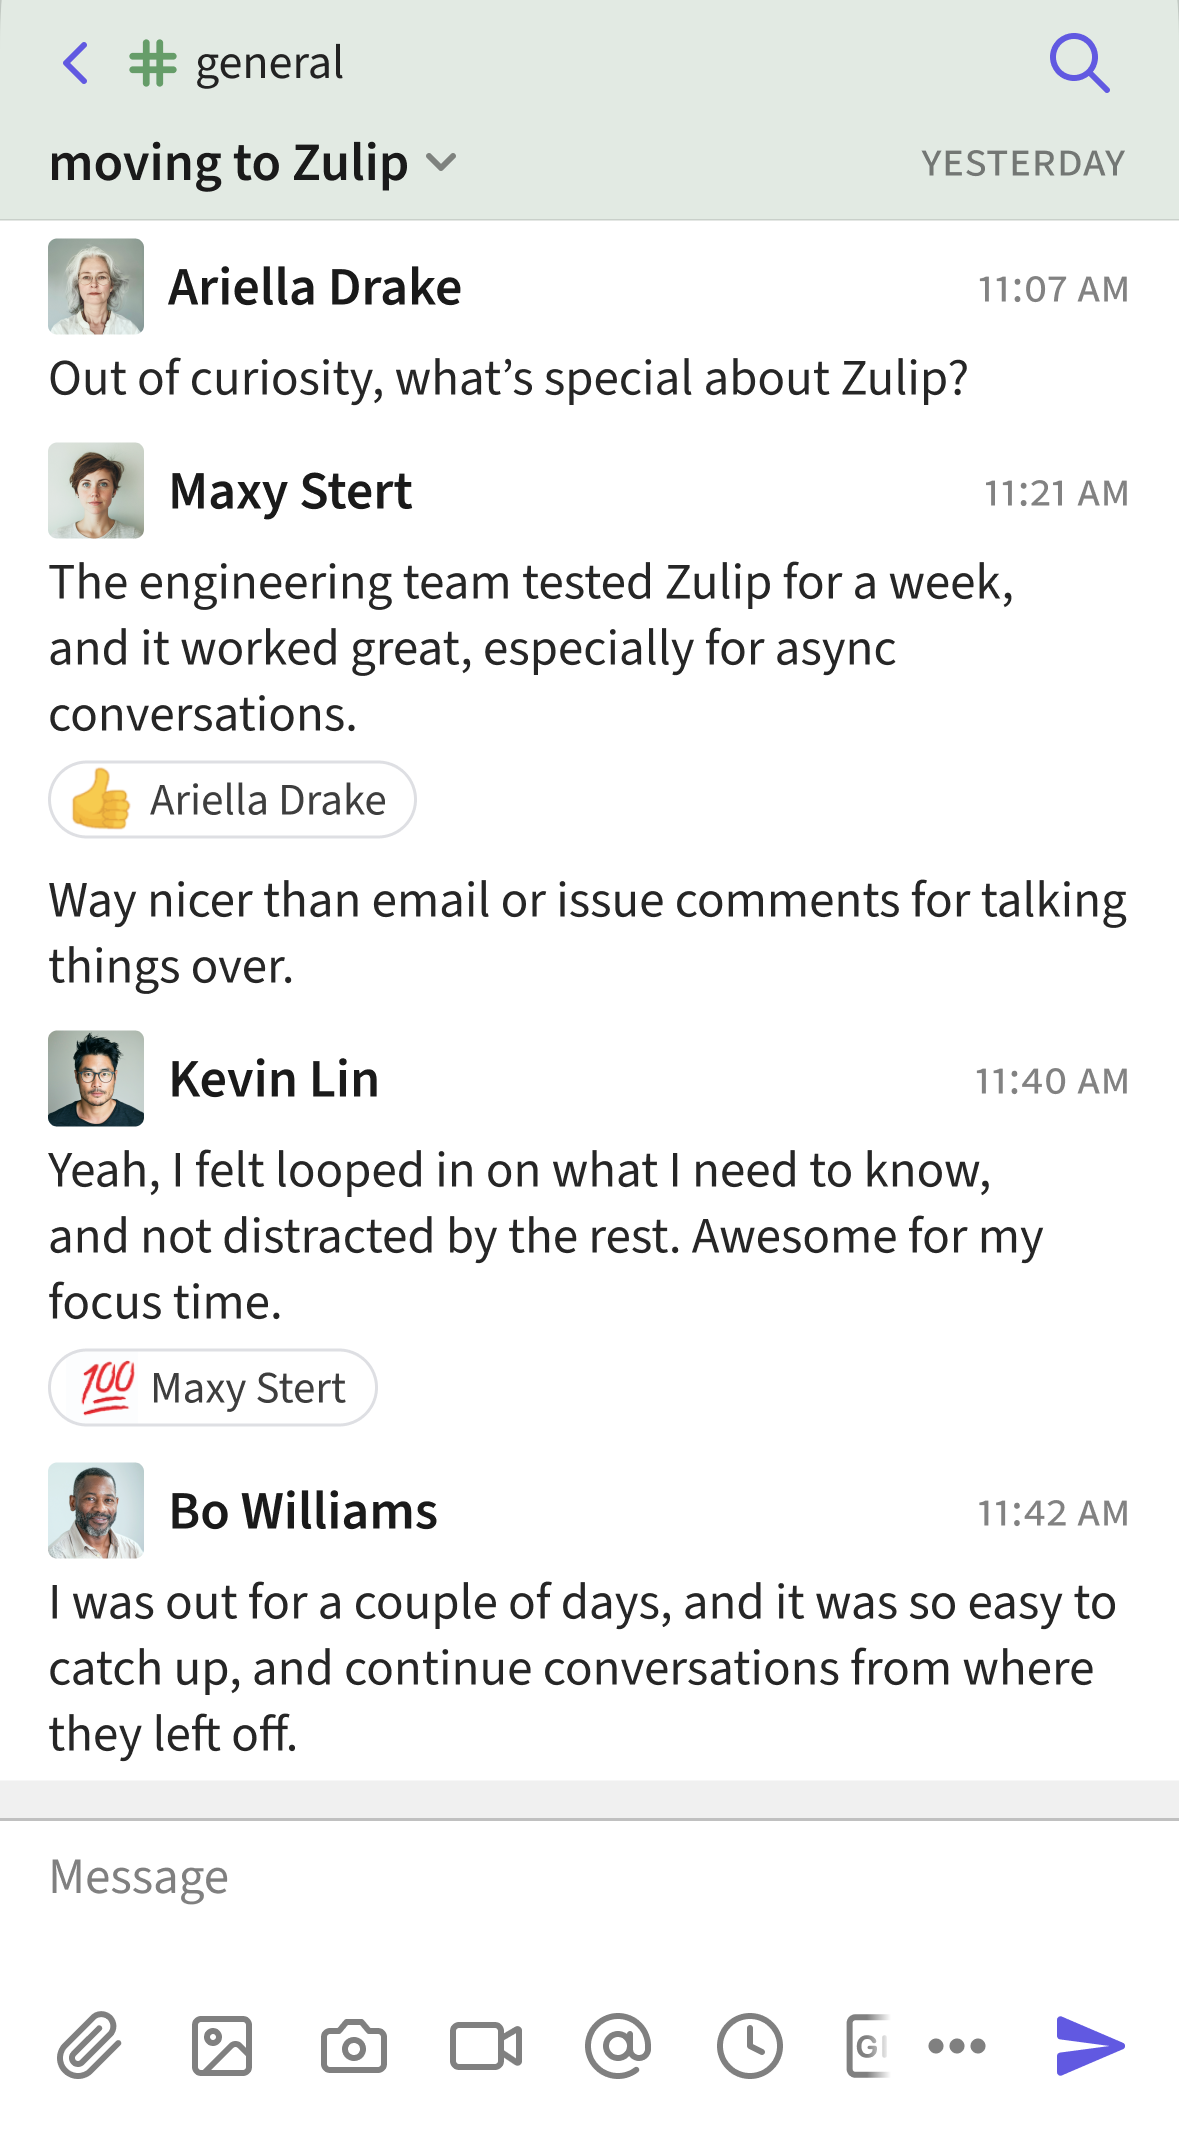 # general
moving to Zulip
YESTERDAY
Ariella Drake
11:07 AM
Out of curiosity, what’s special about Zulip?
Maxy Stert
11:21 AM
The engineering team tested Zulip for a week,
and it worked great, especially for async
conversations.
👍 Ariella Drake
Way nicer than email or issue comments for talking
things over.
Kevin Lin
11:40 AM
Yeah, I felt looped in on what I need to know,
and not distracted by the rest. Awesome for my
focus time.
💯 Maxy Stert
Bo Williams
11:42 AM
I was out for a couple of days, and it was so easy to
catch up, and continue conversations from where
they left off.
Message